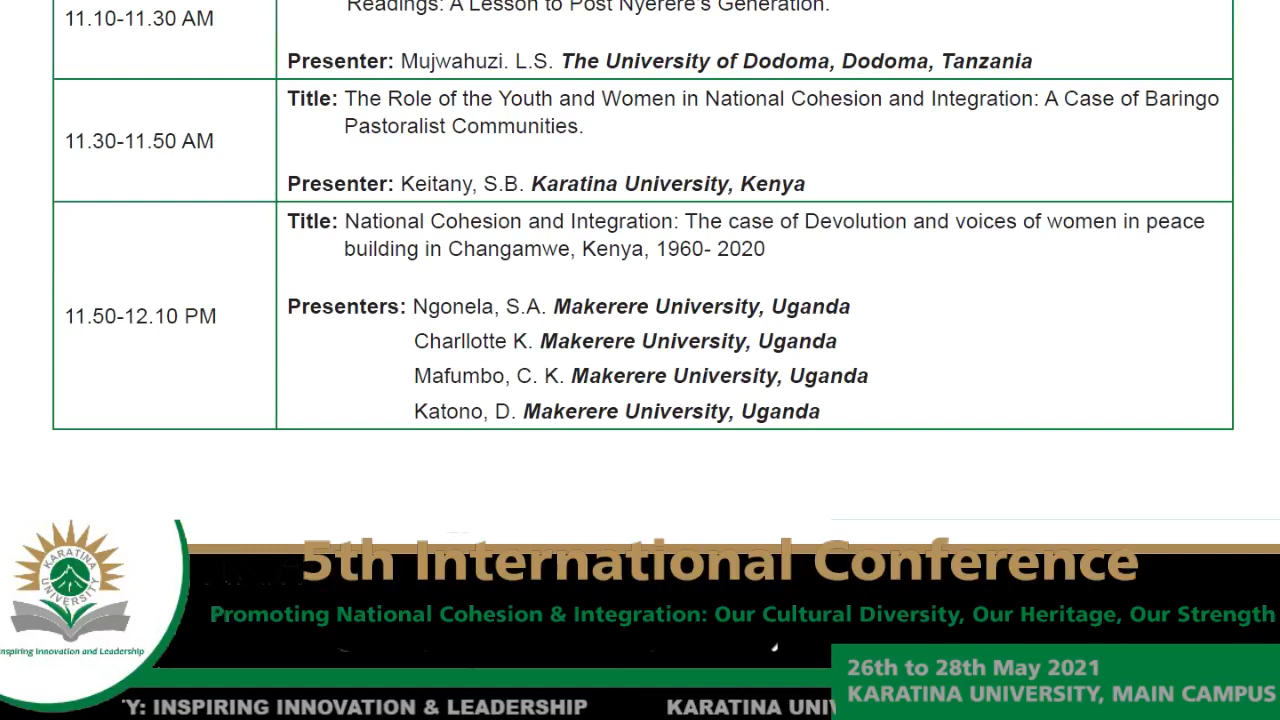 Readings: A Lesson to Post Nyerere's Generation.
11.10-11.30 AM
Presenter: Mujwahuzi. L.S. The University of Dodoma, Dodoma, Tanzania
Title: The Role of the Youth and Women in National Cohesion and Integration: A Case of Baringo
Pastoralist Communities.
11.30-11.50 AM
Presenter: Keitany, S.B. Karatina University, Kenya
Title: National Cohesion and Integration: The case of Devolution and voices of women in peace
building in Changamwe, Kenya, 1960- 2020
11.50-12.10 PM
Presenters: Ngonela, S.A. Makerere University, Uganda
Charllotte K. Makerere University, Uganda
Mafumbo, C. K. Makerere University, Uganda
Katono, D. Makerere University, Uganda
KARATINA
UNIVERSITY
Inspiring Innovation and Leadership
5th International Conference
Promoting National Cohesion & Integration: Our Cultural Diversity, Our Heritage, Our Strength
26th to 28th May 2021
KARATINA UNIVERSITY, MAIN CAMPUS
Y: INSPIRING INNOVATION & LEADERSHIP KARATINA UNIV